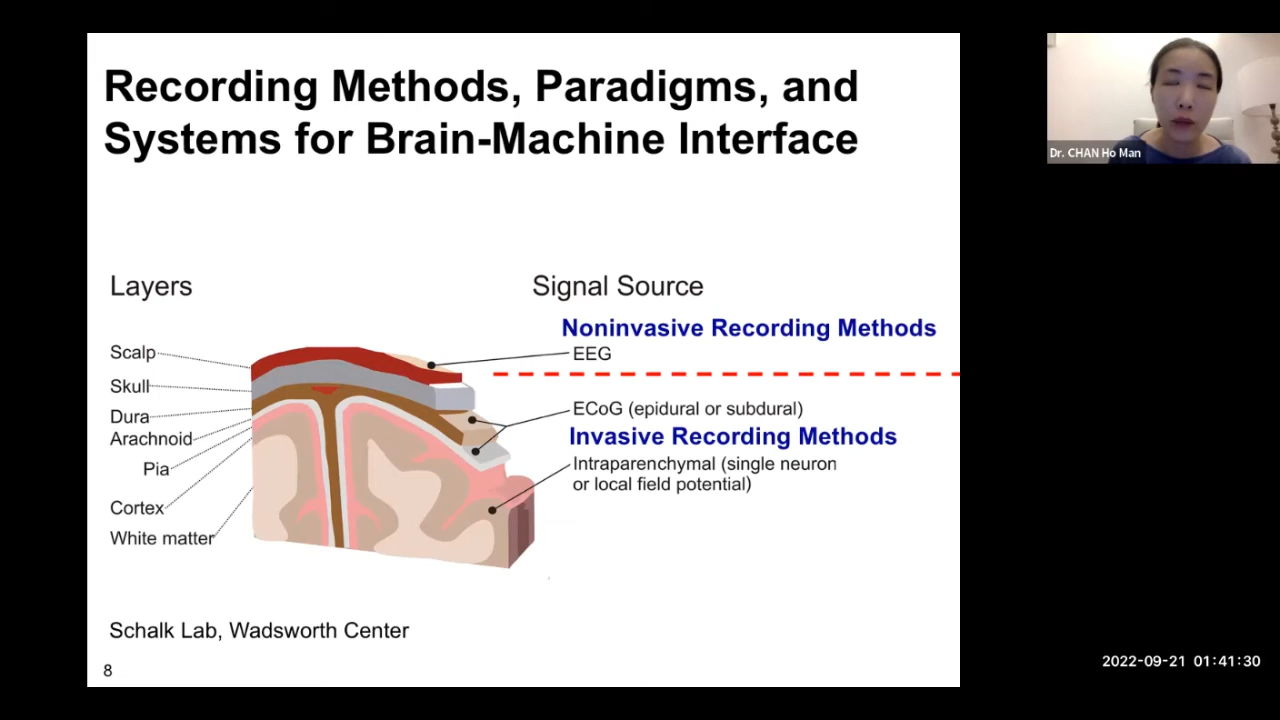 Recording Methods, Paradigms, and
Systems for Brain-Machine Interface
Layers
Signal Source
Noninvasive Recording Methods
EEG
Scalp
Skull
Dura
Arachnoid
Pia
Cortex
White matter
ECoG (epidural or subdural)
Invasive Recording Methods
Intraparenchymal (single neuron
or local field potential)
Schalk Lab, Wadsworth Center
8
Dr. CHAN Ho Man
2022-09-21 01:41:30